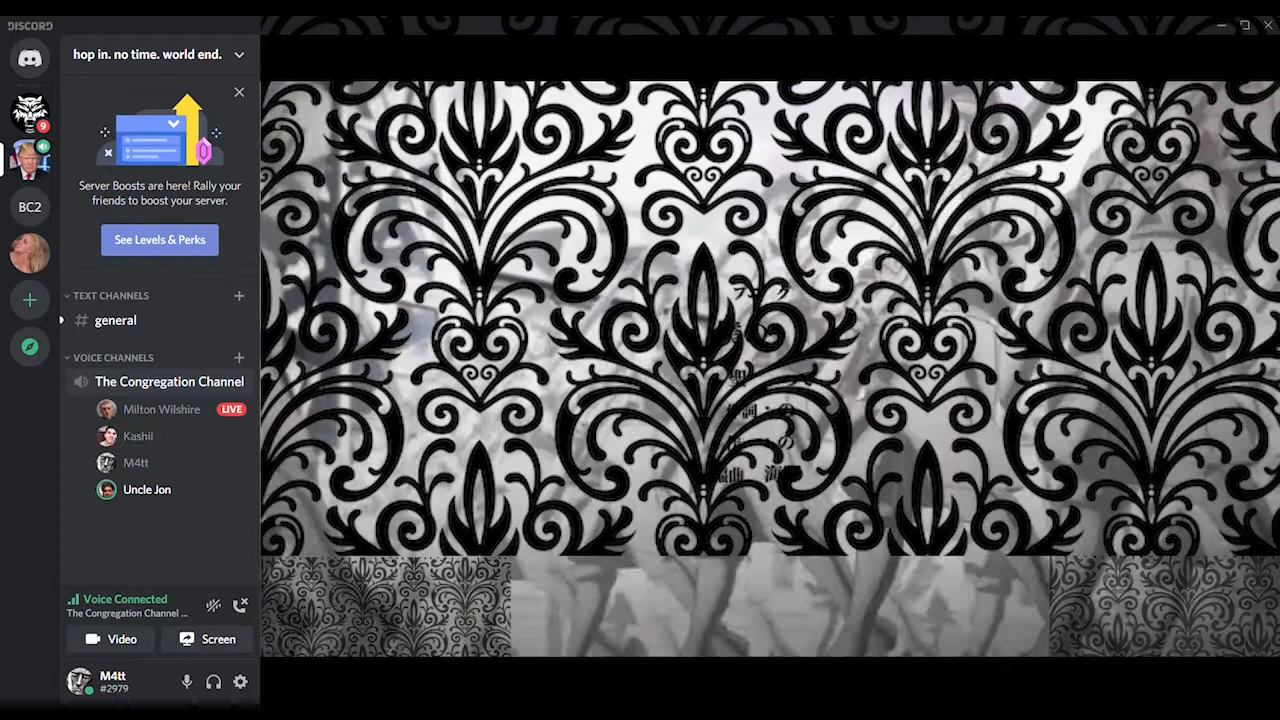 DISCORD
hop in. no time. world end.
9
Server Boosts are here! Rally your
friends to boost your server.
BC2
See Levels & Perks
TEXT CHANNELS
# general
VOICE CHANNELS
The Congregation Channel
Milton Wilshire LIVE
Kashii
M4tt
Uncle Jon
Voice Connected
The Congregation Channel ...
Video Screen
M4tt
#2979